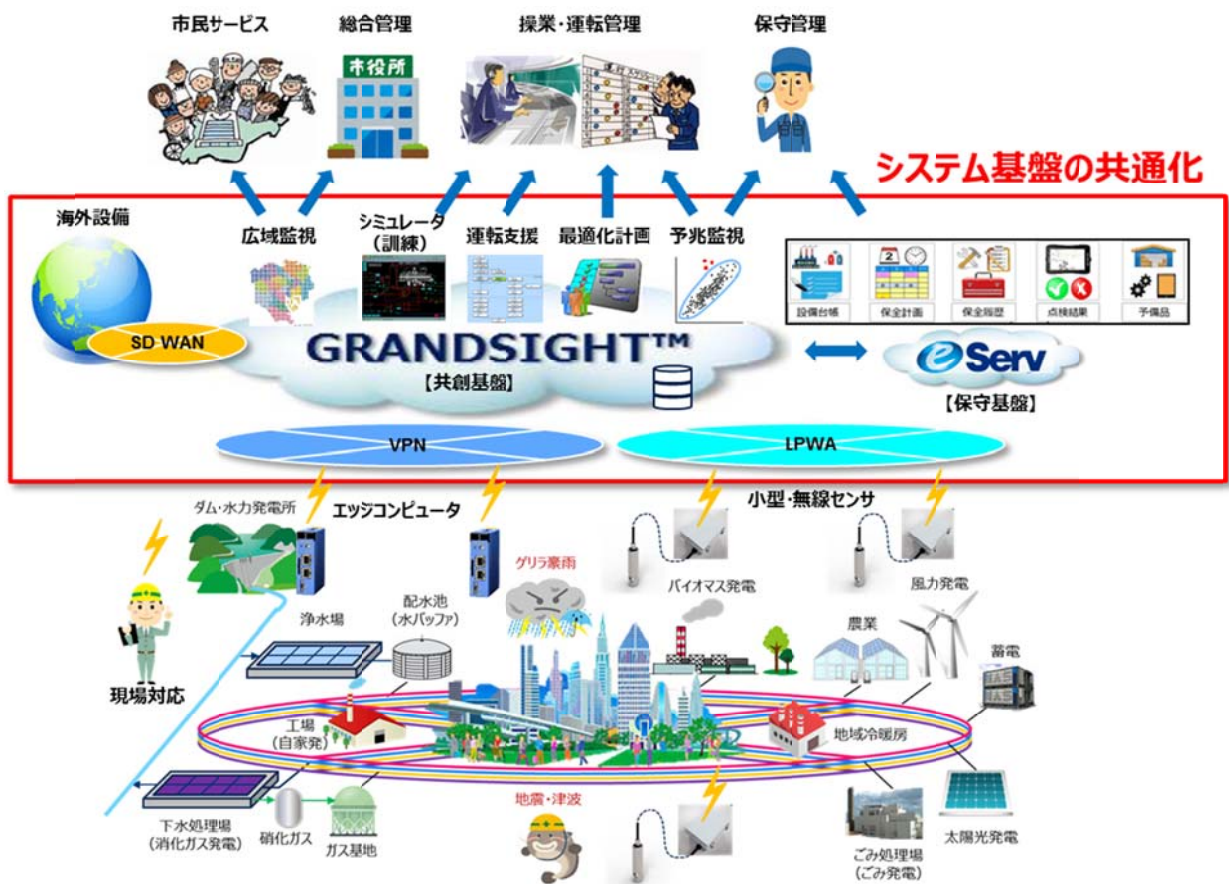 市民サービス
総合管理
操業・運転管理
保守管理
市役所
システム基盤の共通化
海外設備
広域監視
シミュレータ
(訓練)
運転支援
最適化計画
予兆監視
設備台帳
保全計画
保全履歴
点検結果
予備品
SD WAN
GRANDSIGHT™
【共創基盤】
eServ
【保守基盤】
VPN
LPWA
ダム・水力発電所
エッジコンピュータ
小型・無線センサ
ゲリラ豪雨
バイオマス発電
風力発電
浄水場
配水池
(水バッファ)
農業
蓄電
現場対応
工場
(自家発)
地域冷暖房
下水処理場
(消化ガス発電)
硝化ガス
ガス基地
地震・津波
ごみ処理場
(ごみ発電)
太陽光発電